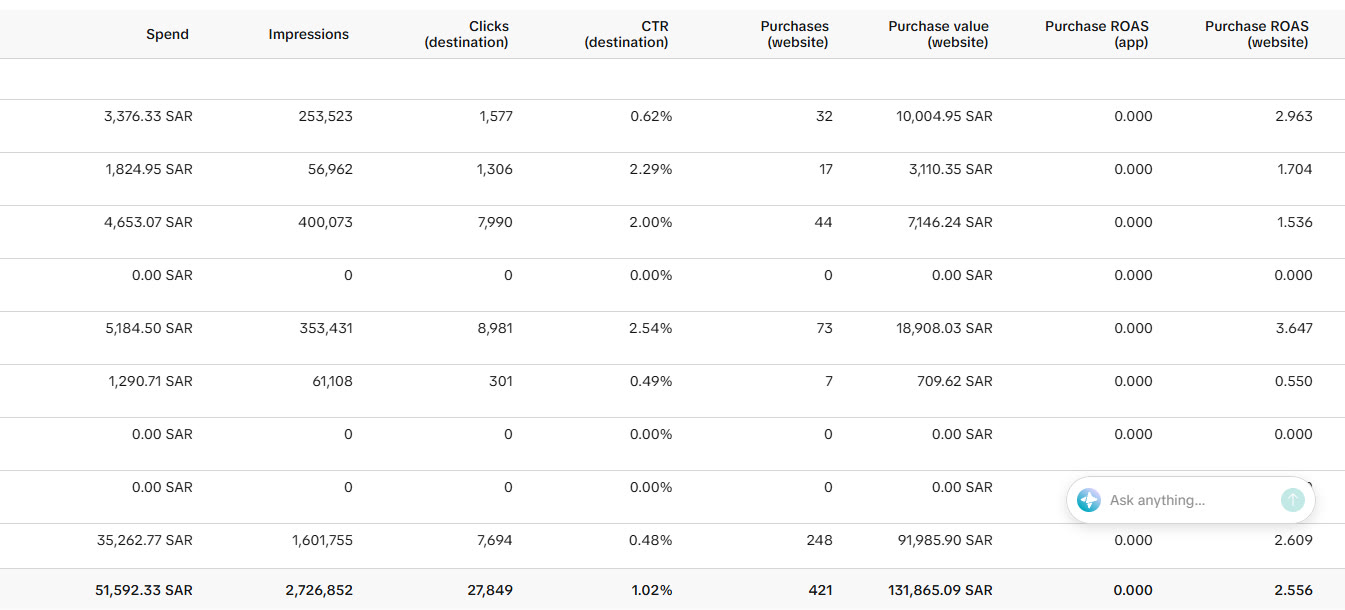 Spend Impressions Clicks (destination) CTR (destination) Purchases (website) Purchase value (website) Purchase ROAS (app) Purchase ROAS (website)
3,376.33 SAR 253,523 1,577 0.62% 32 10,004.95 SAR 0.000 2.963
1,824.95 SAR 56,962 1,306 2.29% 17 3,110.35 SAR 0.000 1.704
4,653.07 SAR 400,073 7,990 2.00% 44 7,146.24 SAR 0.000 1.536
0.00 SAR 0 0 0.00% 0 0.00 SAR 0.000 0.000
5,184.50 SAR 353,431 8,981 2.54% 73 18,908.03 SAR 0.000 3.647
1,290.71 SAR 61,108 301 0.49% 7 709.62 SAR 0.000 0.550
0.00 SAR 0 0 0.00% 0 0.00 SAR 0.000 0.000
0.00 SAR 0 0 0.00% 0 0.00 SAR
Ask anything...
35,262.77 SAR 1,601,755 7,694 0.48% 248 91,985.90 SAR 0.000 2.609
51,592.33 SAR 2,726,852 27,849 1.02% 421 131,865.09 SAR 0.000 2.556